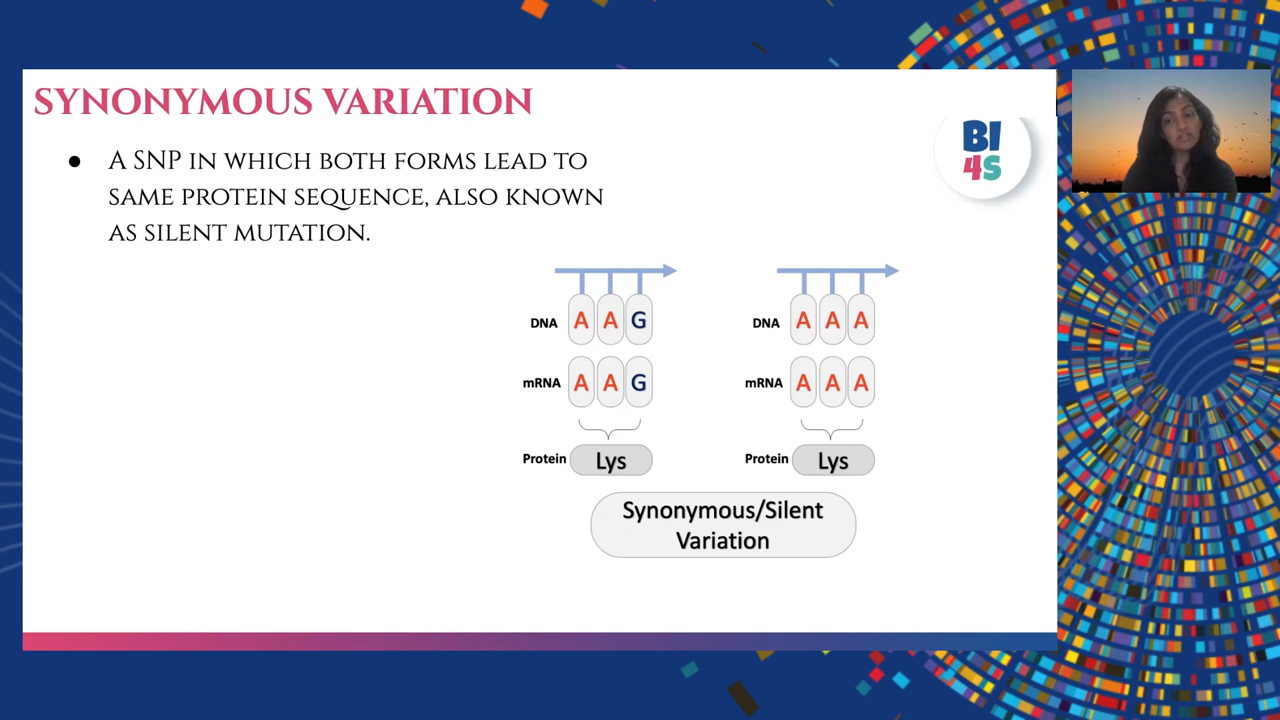 SYNONYMOUS VARIATION
BI
4S
● A SNP IN WHICH BOTH FORMS LEAD TO
SAME PROTEIN SEQUENCE, ALSO KNOWN
AS SILENT MUTATION.
DNA A A G
mRNA A A G
Protein Lys
DNA A A A
mRNA A A A
Protein Lys
Synonymous/Silent
Variation